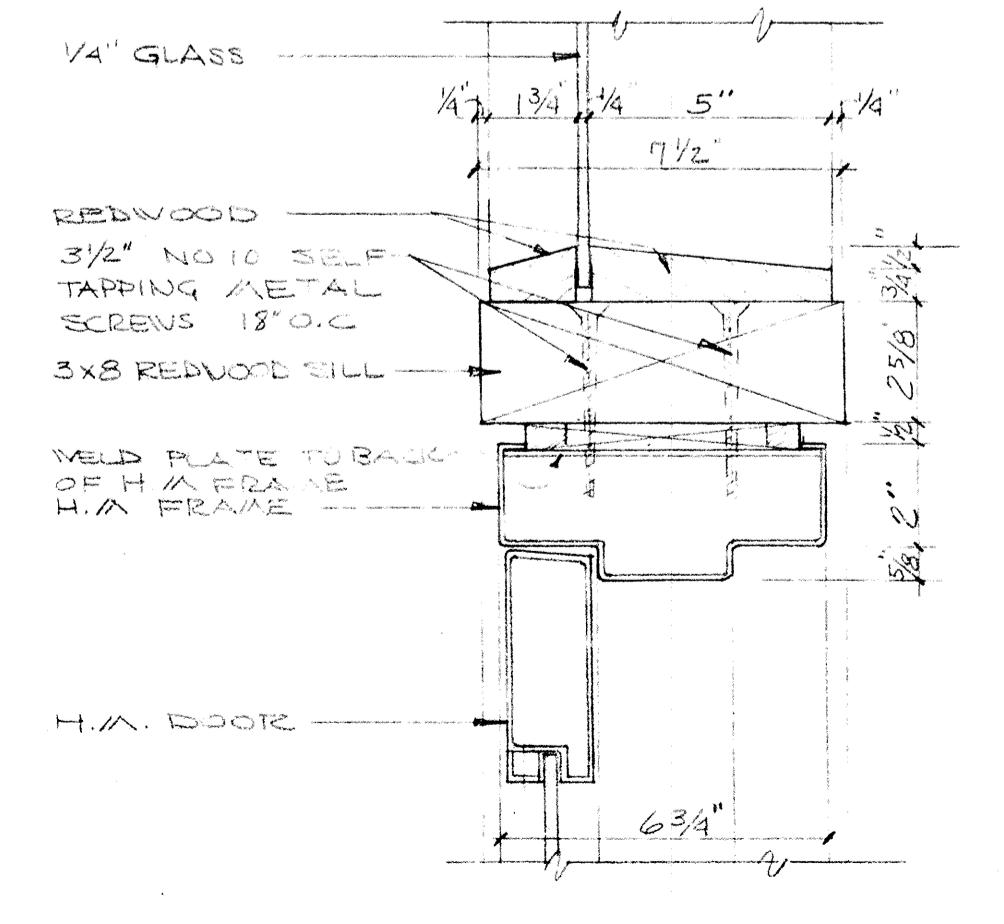 1/4" GLASS
1/4" 1 3/4" 1/4" 5" 1/4"
7 1/2"
REDWOOD
3 1/2" NO 10 SELF
TAPPING METAL
SCREWS 18" O.C
3x8 REDWOOD SILL
WELD PLATE TO BACK
OF H.M FRAME
H.M FRAME
H.M. DOOR
3/4" 1/2"
2 5/8"
1/2"
2"
5/8"
6 3/4"